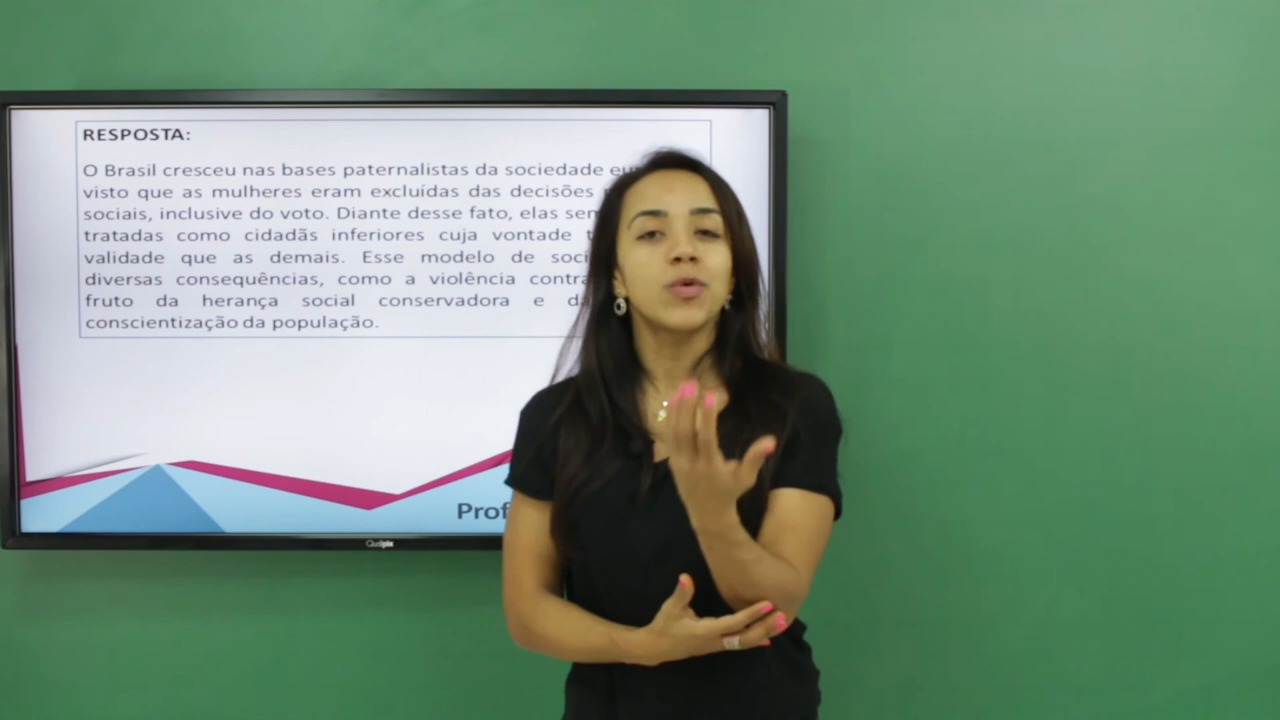 RESPOSTA:
O Brasil cresceu nas bases paternalistas da sociedade
visto que as mulheres eram excluídas das decisões
sociais, inclusive do voto. Diante desse fato, elas
tratadas como cidadãs inferiores cuja vontade
validade que as demais. Esse modelo de
diversas consequências, como a violência
fruto da herança social conservadora e
conscientização da população.